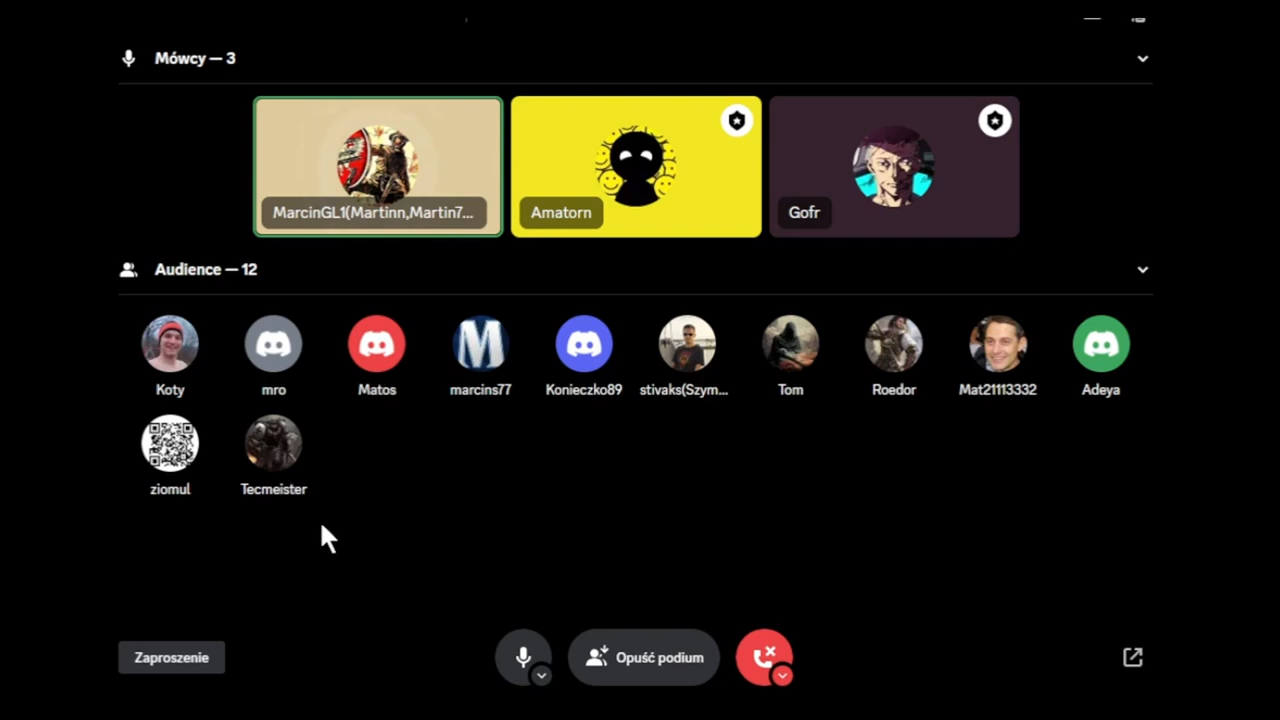 Mówcy — 3
MarcinGL1(Martinn,Martin7...
Amatorn
Gofr
Audience — 12
Koty
mro
Matos
M
marcins77
Konieczko89
stivaks(Szym...
Tom
Roedor
Mat21113332
Adeya
ziomul
Tecmeister
Zaproszenie
Opuść podium